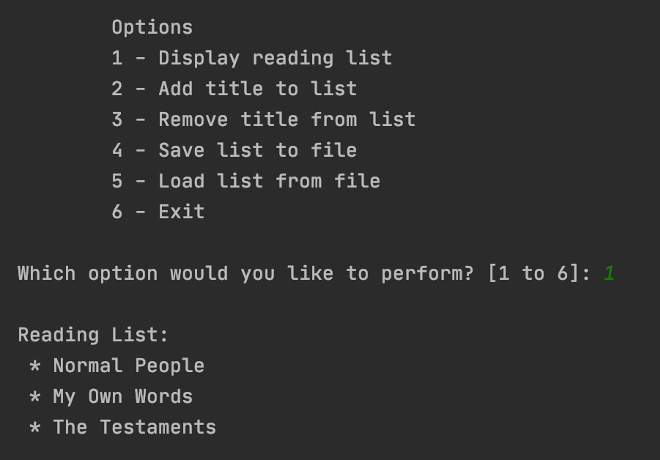 Options
1 - Display reading list
2 - Add title to list
3 - Remove title from list
4 - Save list to file
5 - Load list from file
6 - Exit
Which option would you like to perform? [1 to 6]: 1
Reading List:
* Normal People
* My Own Words
* The Testaments